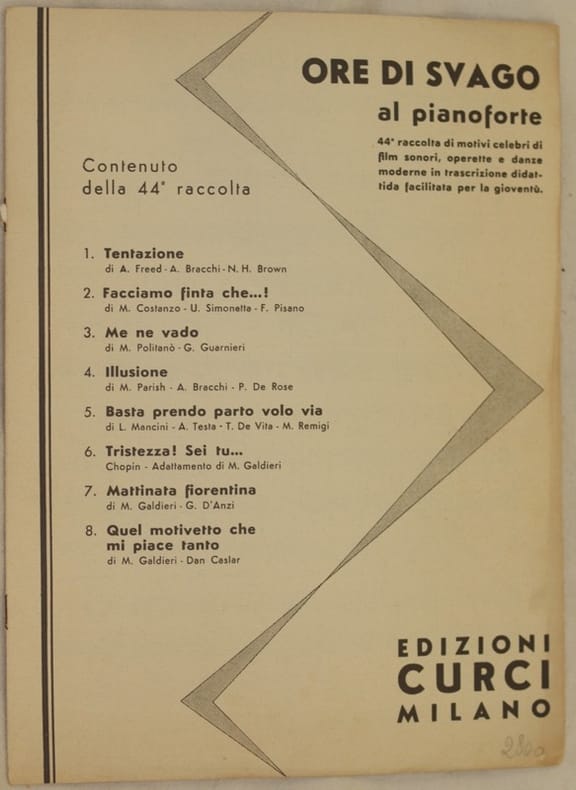 ORE DI SVAGO
al pianoforte
44ª raccolta di motivi celebri di
film sonori, operette e danze
moderne in trascrizione didat-
tida facilitata per la gioventù.
Contenuto
della 44ª raccolta
1. Tentazione
di A. Freed - A. Bracchi - N. H. Brown
2. Facciamo finta che...!
di M. Costanzo - U. Simonetta - F. Pisano
3. Me ne vado
di M. Politanò - G. Guarnieri
4. Illusione
di M. Parish - A. Bracchi - P. De Rose
5. Basta prendo parto volo via
di L. Mancini - A. Testa - T. De Vita - M. Remigi
6. Tristezza! Sei tu...
Chopin - Adattamento di M. Galdieri
7. Mattinata fiorentina
di M. Galdieri - G. D'Anzi
8. Quel motivetto che
mi piace tanto
di M. Galdieri - Dan Caslar
EDIZIONI
CURCI
MILANO